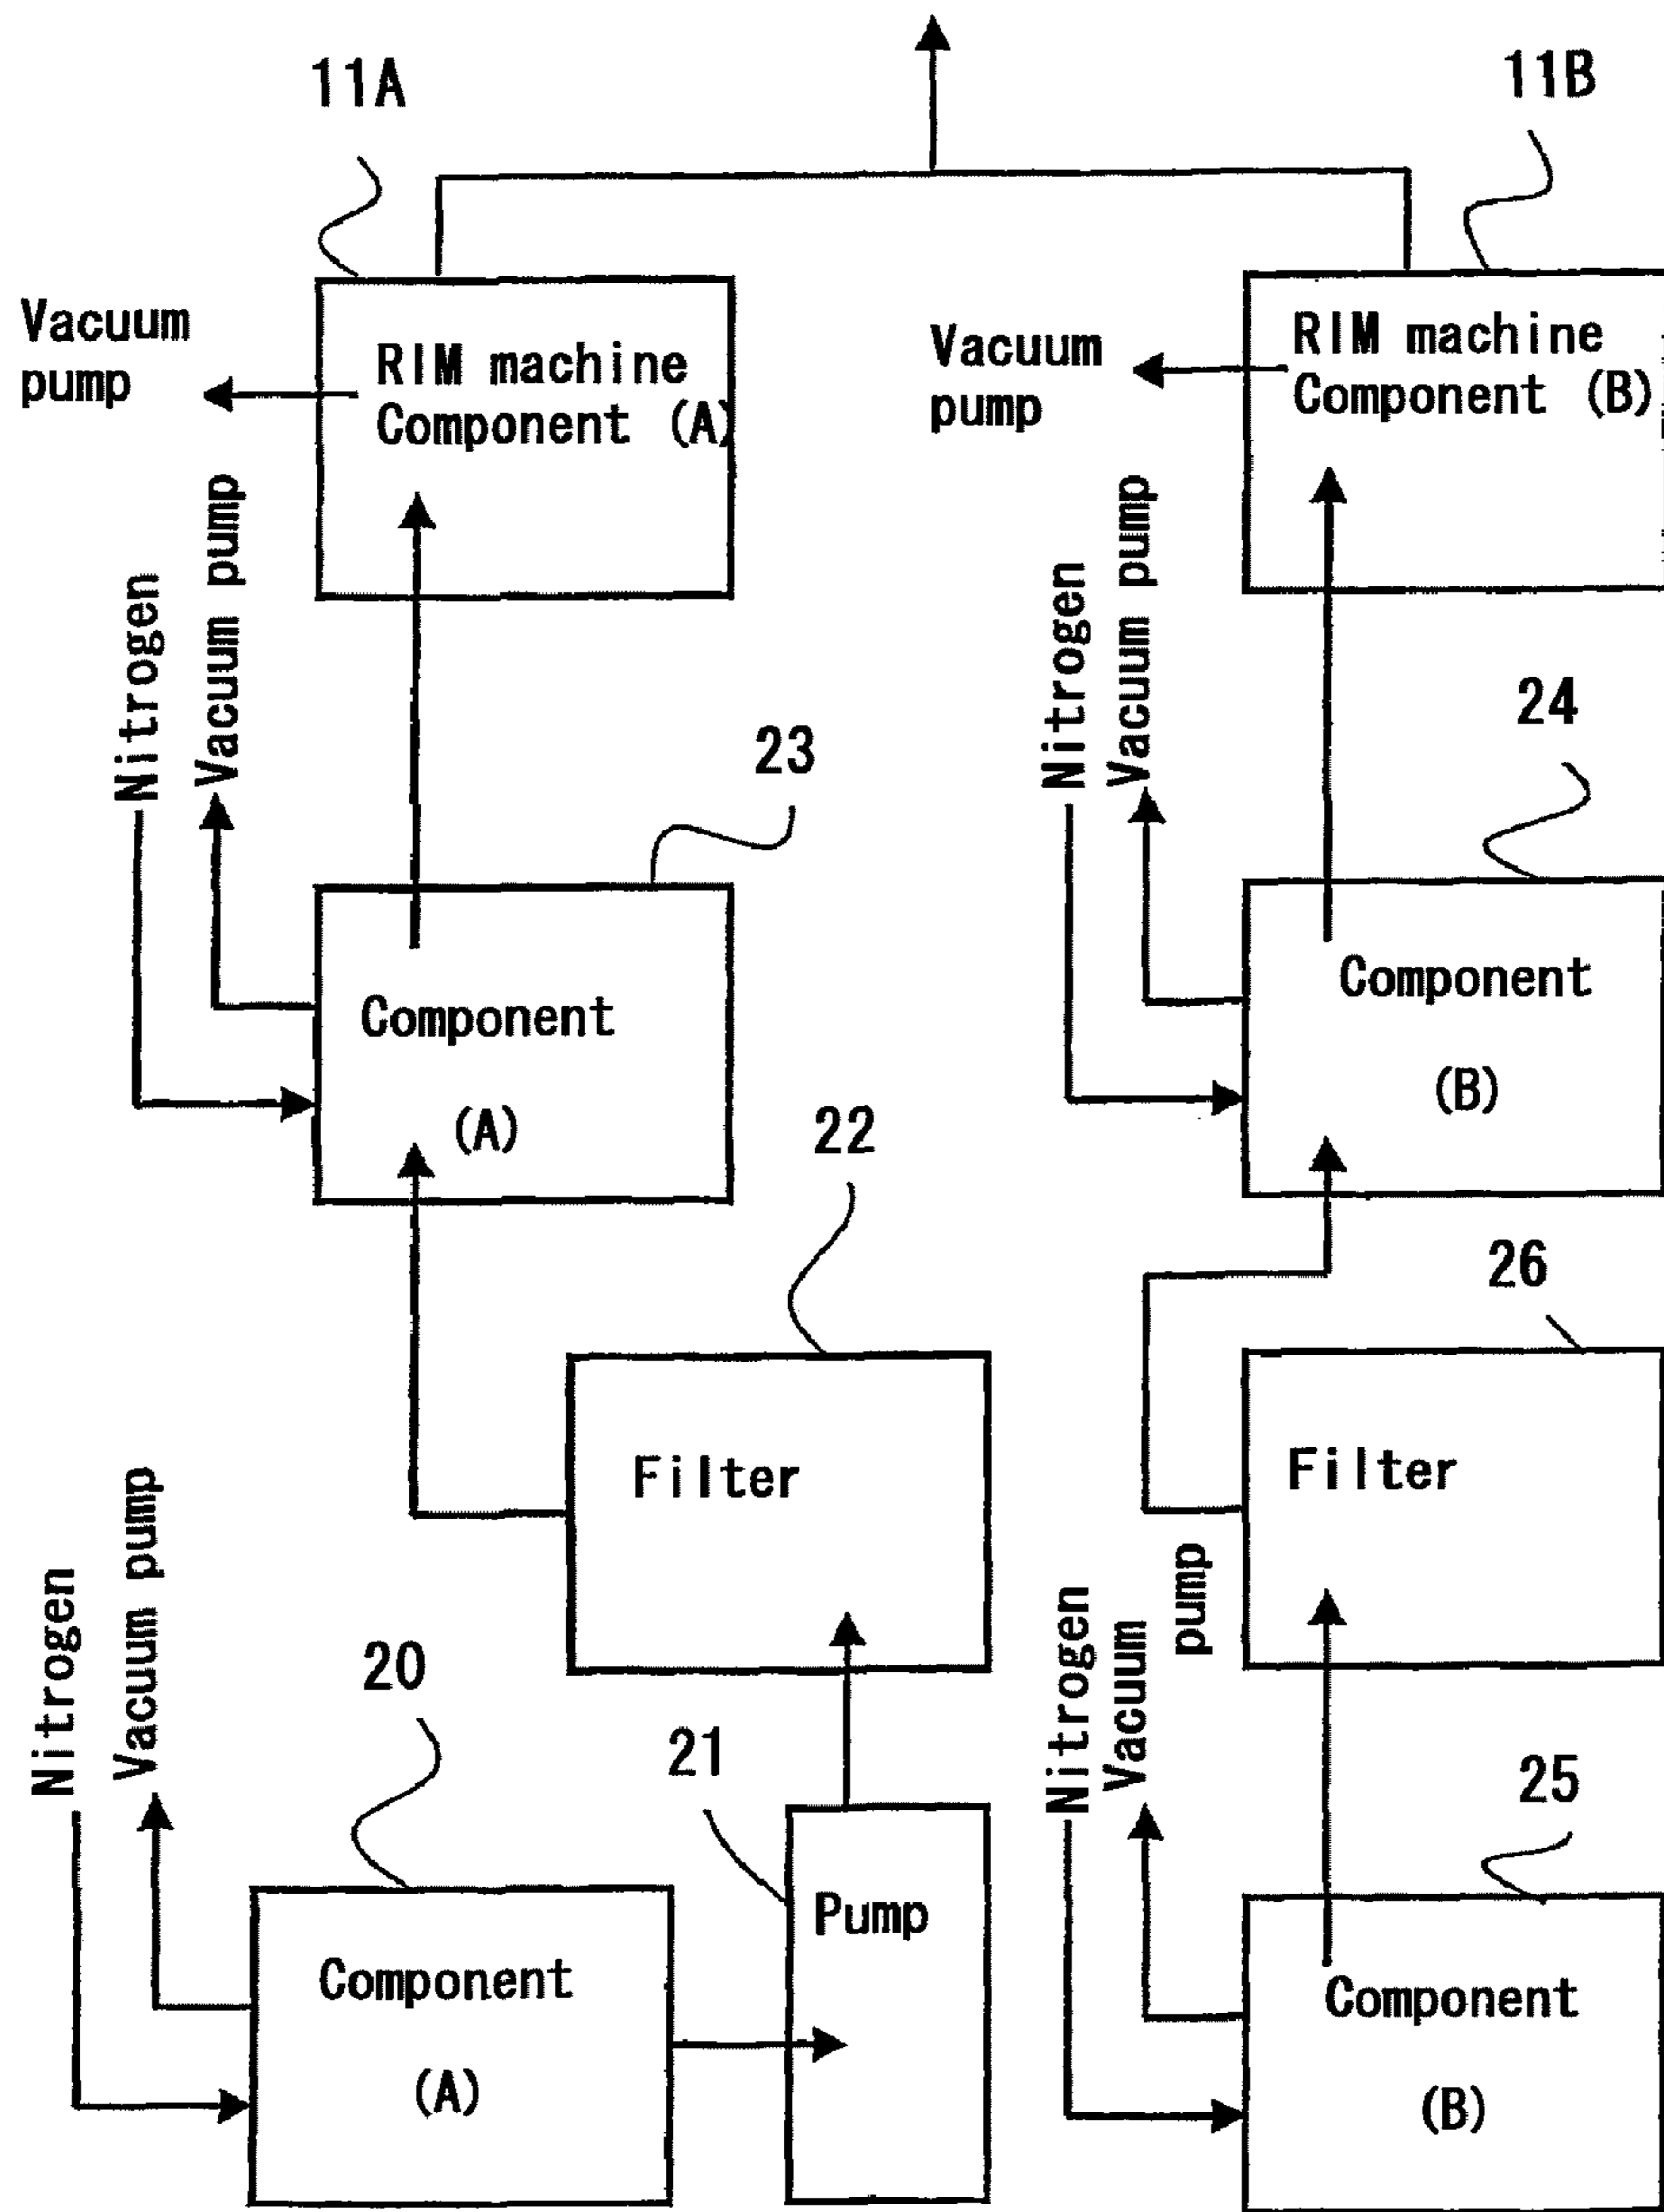 11A
11B
Vacuum
pump
RIM machine
Component (A)
Vacuum
pump
RIM machine
Component (B)
Nitrogen
Vacuum pump
Nitrogen
Vacuum pump
23
24
Component
(A)
Component
(B)
22
26
Filter
Filter
Nitrogen
Vacuum pump
20
21
Nitrogen
Vacuum
pump
25
Component
(A)
Pump
Component
(B)